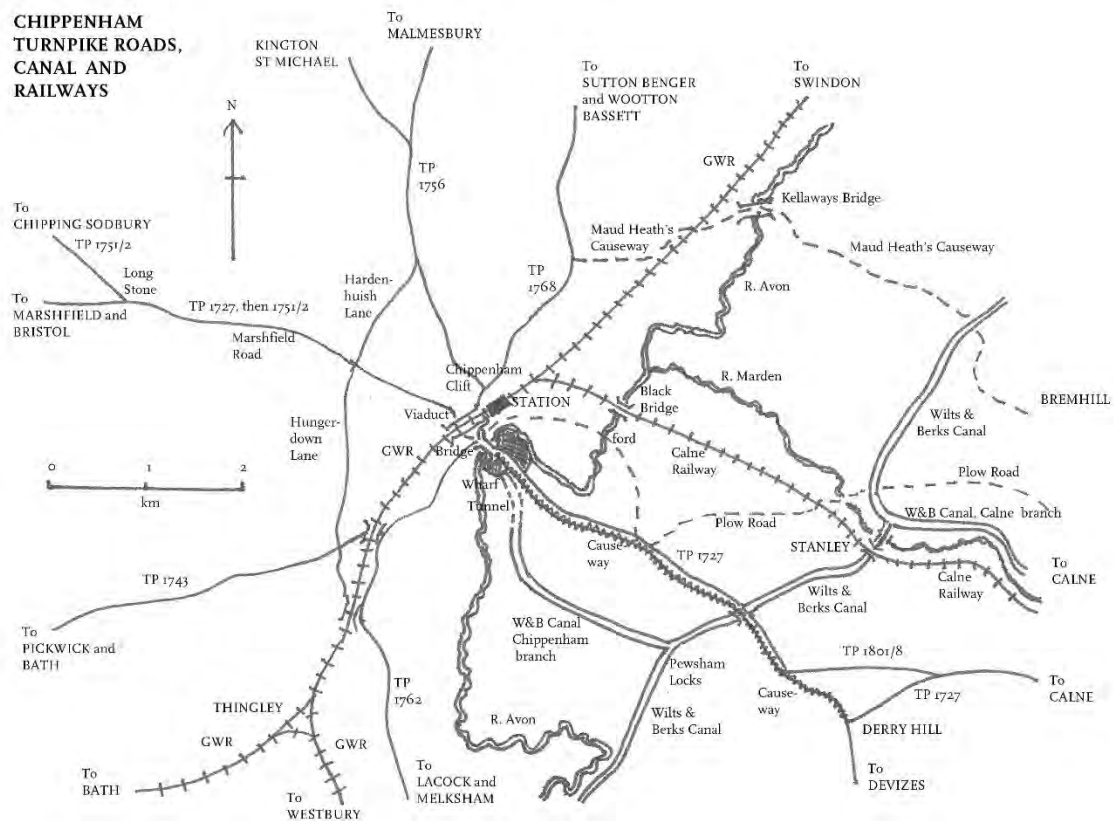 CHIPPENHAM
TURNPIKE ROADS,
CANAL AND
RAILWAYS
N
KINGTON
ST MICHAEL
To
MALMESBURY
To
SUTTON BENGER
and WOOTTON
BASSETT
To
SWINDON
GWR
TP
1756
Kellaways Bridge
To
CHIPPING SODBURY
TP 1751/2
Maud Heath's
Causeway
Maud Heath's Causeway
Long
Stone
Harden-
huish
Lane
TP
1768
R. Avon
To
MARSHFIELD and
BRISTOL
TP 1727, then 1751/2
Marshfield
Road
Chippenham
Clift
STATION
Black
Bridge
R. Marden
BREMHILL
Viaduct
ford
Wilts &
Berks Canal
Hunger-
down
Lane
GWR
Bridge
Calne
Railway
Plow Road
0
1
2
km
Wharf
Tunnel
Plow Road
W&B Canal, Calne branch
Cause-
way
TP 1727
STANLEY
To
CALNE
TP 1743
Calne
Railway
Wilts &
Berks Canal
W&B Canal
Chippenham
branch
To
PICKWICK and
BATH
Pewsham
Locks
TP 1801/8
To
CALNE
TP
1762
TP 1727
Cause-
way
THINGLEY
R. Avon
Wilts &
Berks Canal
DERRY HILL
GWR
GWR
To
BATH
To
WESTBURY
To
LACOCK and
MELKSHAM
To
DEVIZES